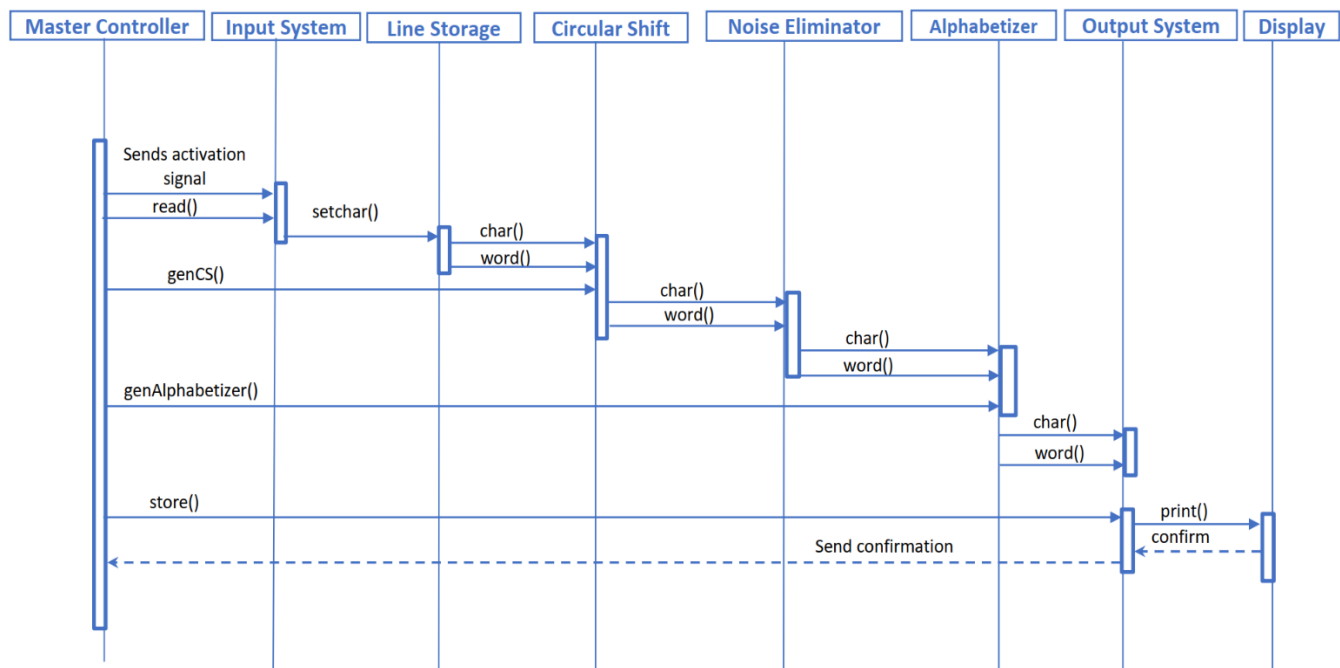 Master Controller
Input System
Line Storage
Circular Shift
Noise Eliminator
Alphabetizer
Output System
Display
Sends activation
signal
read()
setchar()
char()
word()
genCS()
char()
word()
char()
word()
genAlphabetizer()
char()
word()
store()
print()
confirm
Send confirmation